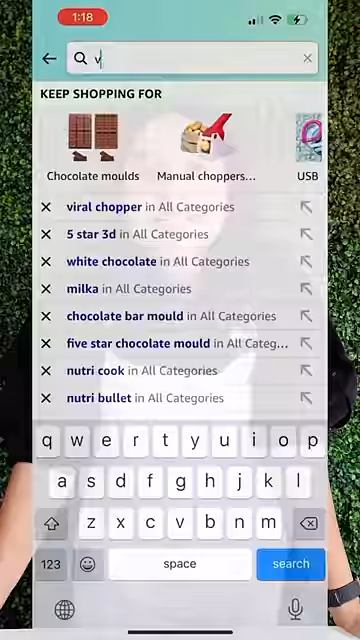 1:18
v
KEEP SHOPPING FOR
Chocolate moulds
Manual choppers...
USB
viral chopper in All Categories
5 star 3d in All Categories
white chocolate in All Categories
milka in All Categories
chocolate bar mould in All Categories
five star chocolate mould in Categ...
nutri cook in All Categories
nutri bullet in All Categories
q w e r t y u i o p
a s d f g h j k l
z x c v b n m
123 space search